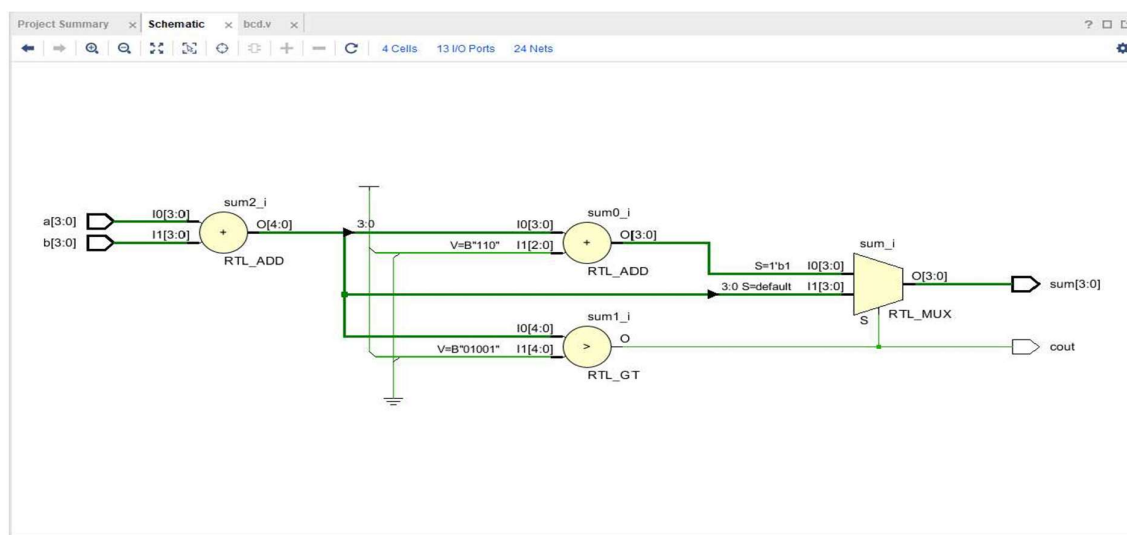 Project Summary × Schematic × bcd.v × ?
4 Cells 13 I/O Ports 24 Nets
sum2_i
a[3:0] I0[3:0]
b[3:0] I1[3:0] + O[4:0]
RTL_ADD
3:0
sum0_i
I0[3:0] + O[3:0]
V=B"110" I1[2:0]
RTL_ADD
sum_i
S=1'b1 I0[3:0]
3:0 S=default I1[3:0] O[3:0] sum[3:0]
S RTL_MUX
sum1_i
I0[4:0] > O cout
V=B"01001" I1[4:0]
RTL_GT